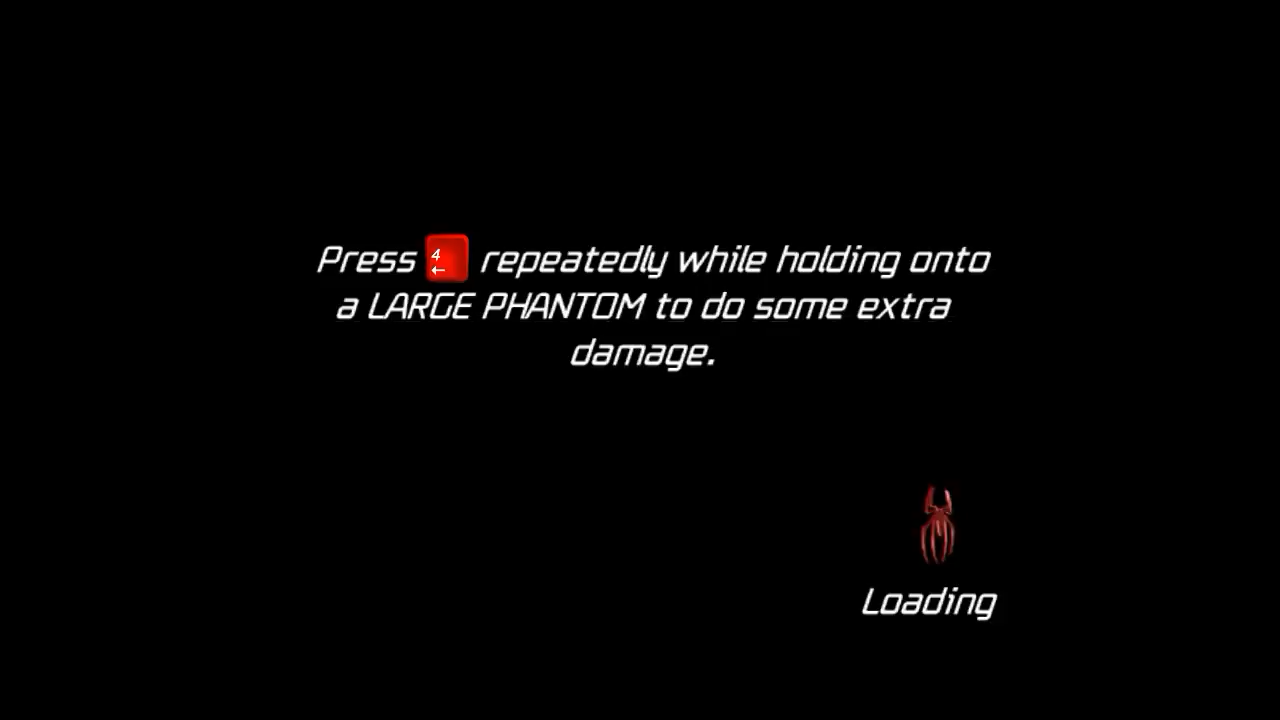 Press 4 ← repeatedly while holding onto
a LARGE PHANTOM to do some extra
damage.
Loading